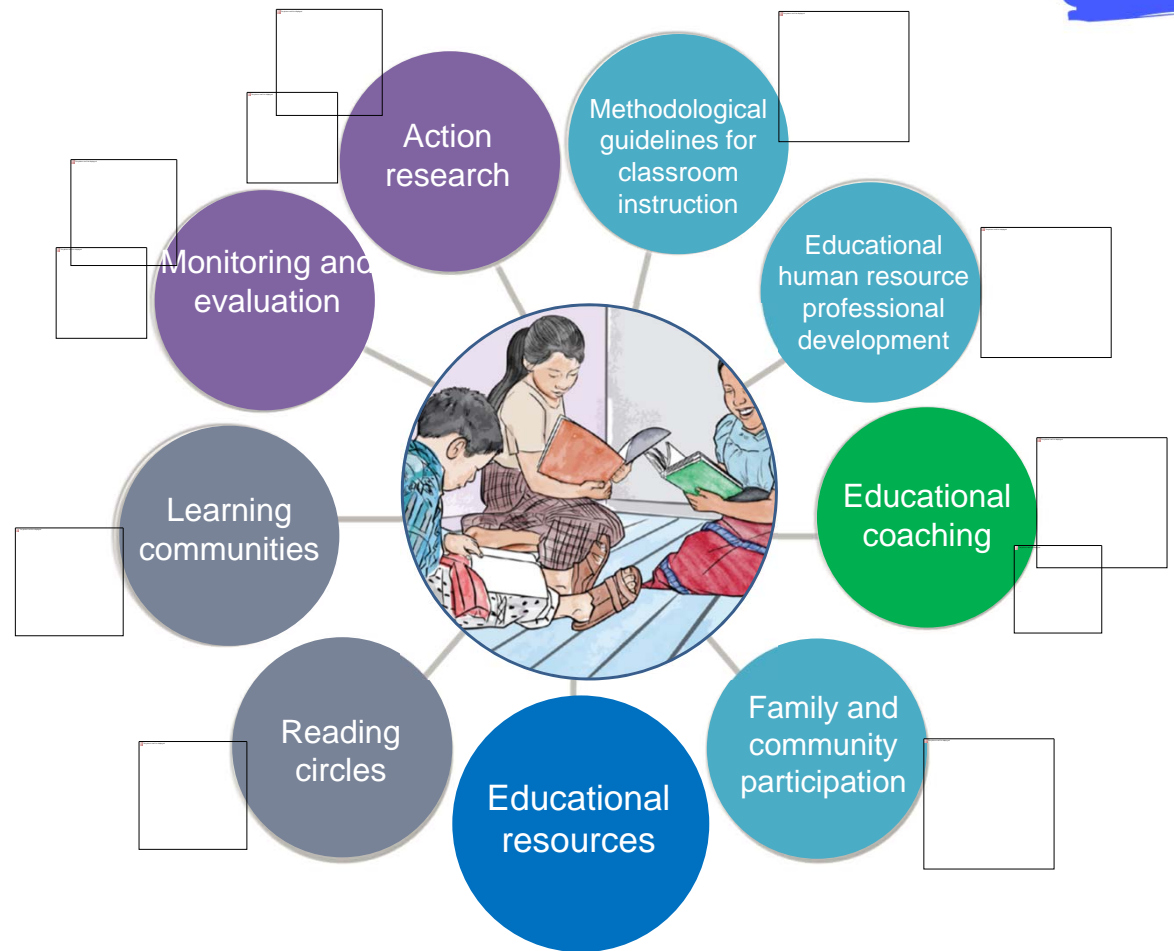 Action
research
Methodological
guidelines for
classroom
instruction
Educational
human resource
professional
development
Educational
coaching
Family and
community
participation
Educational
resources
Reading
circles
Learning
communities
Monitoring and
evaluation